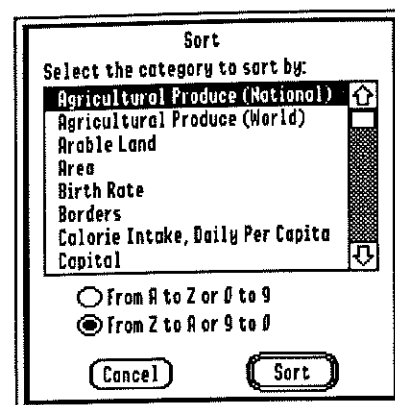 Sort
Select the category to sort by:
Agricultural Produce (National)
Agricultural Produce (World)
Arable Land
Area
Birth Rate
Borders
Calorie Intake, Daily Per Capita
Capital
From A to Z or 0 to 9
From Z to A or 9 to 0
Cancel
Sort